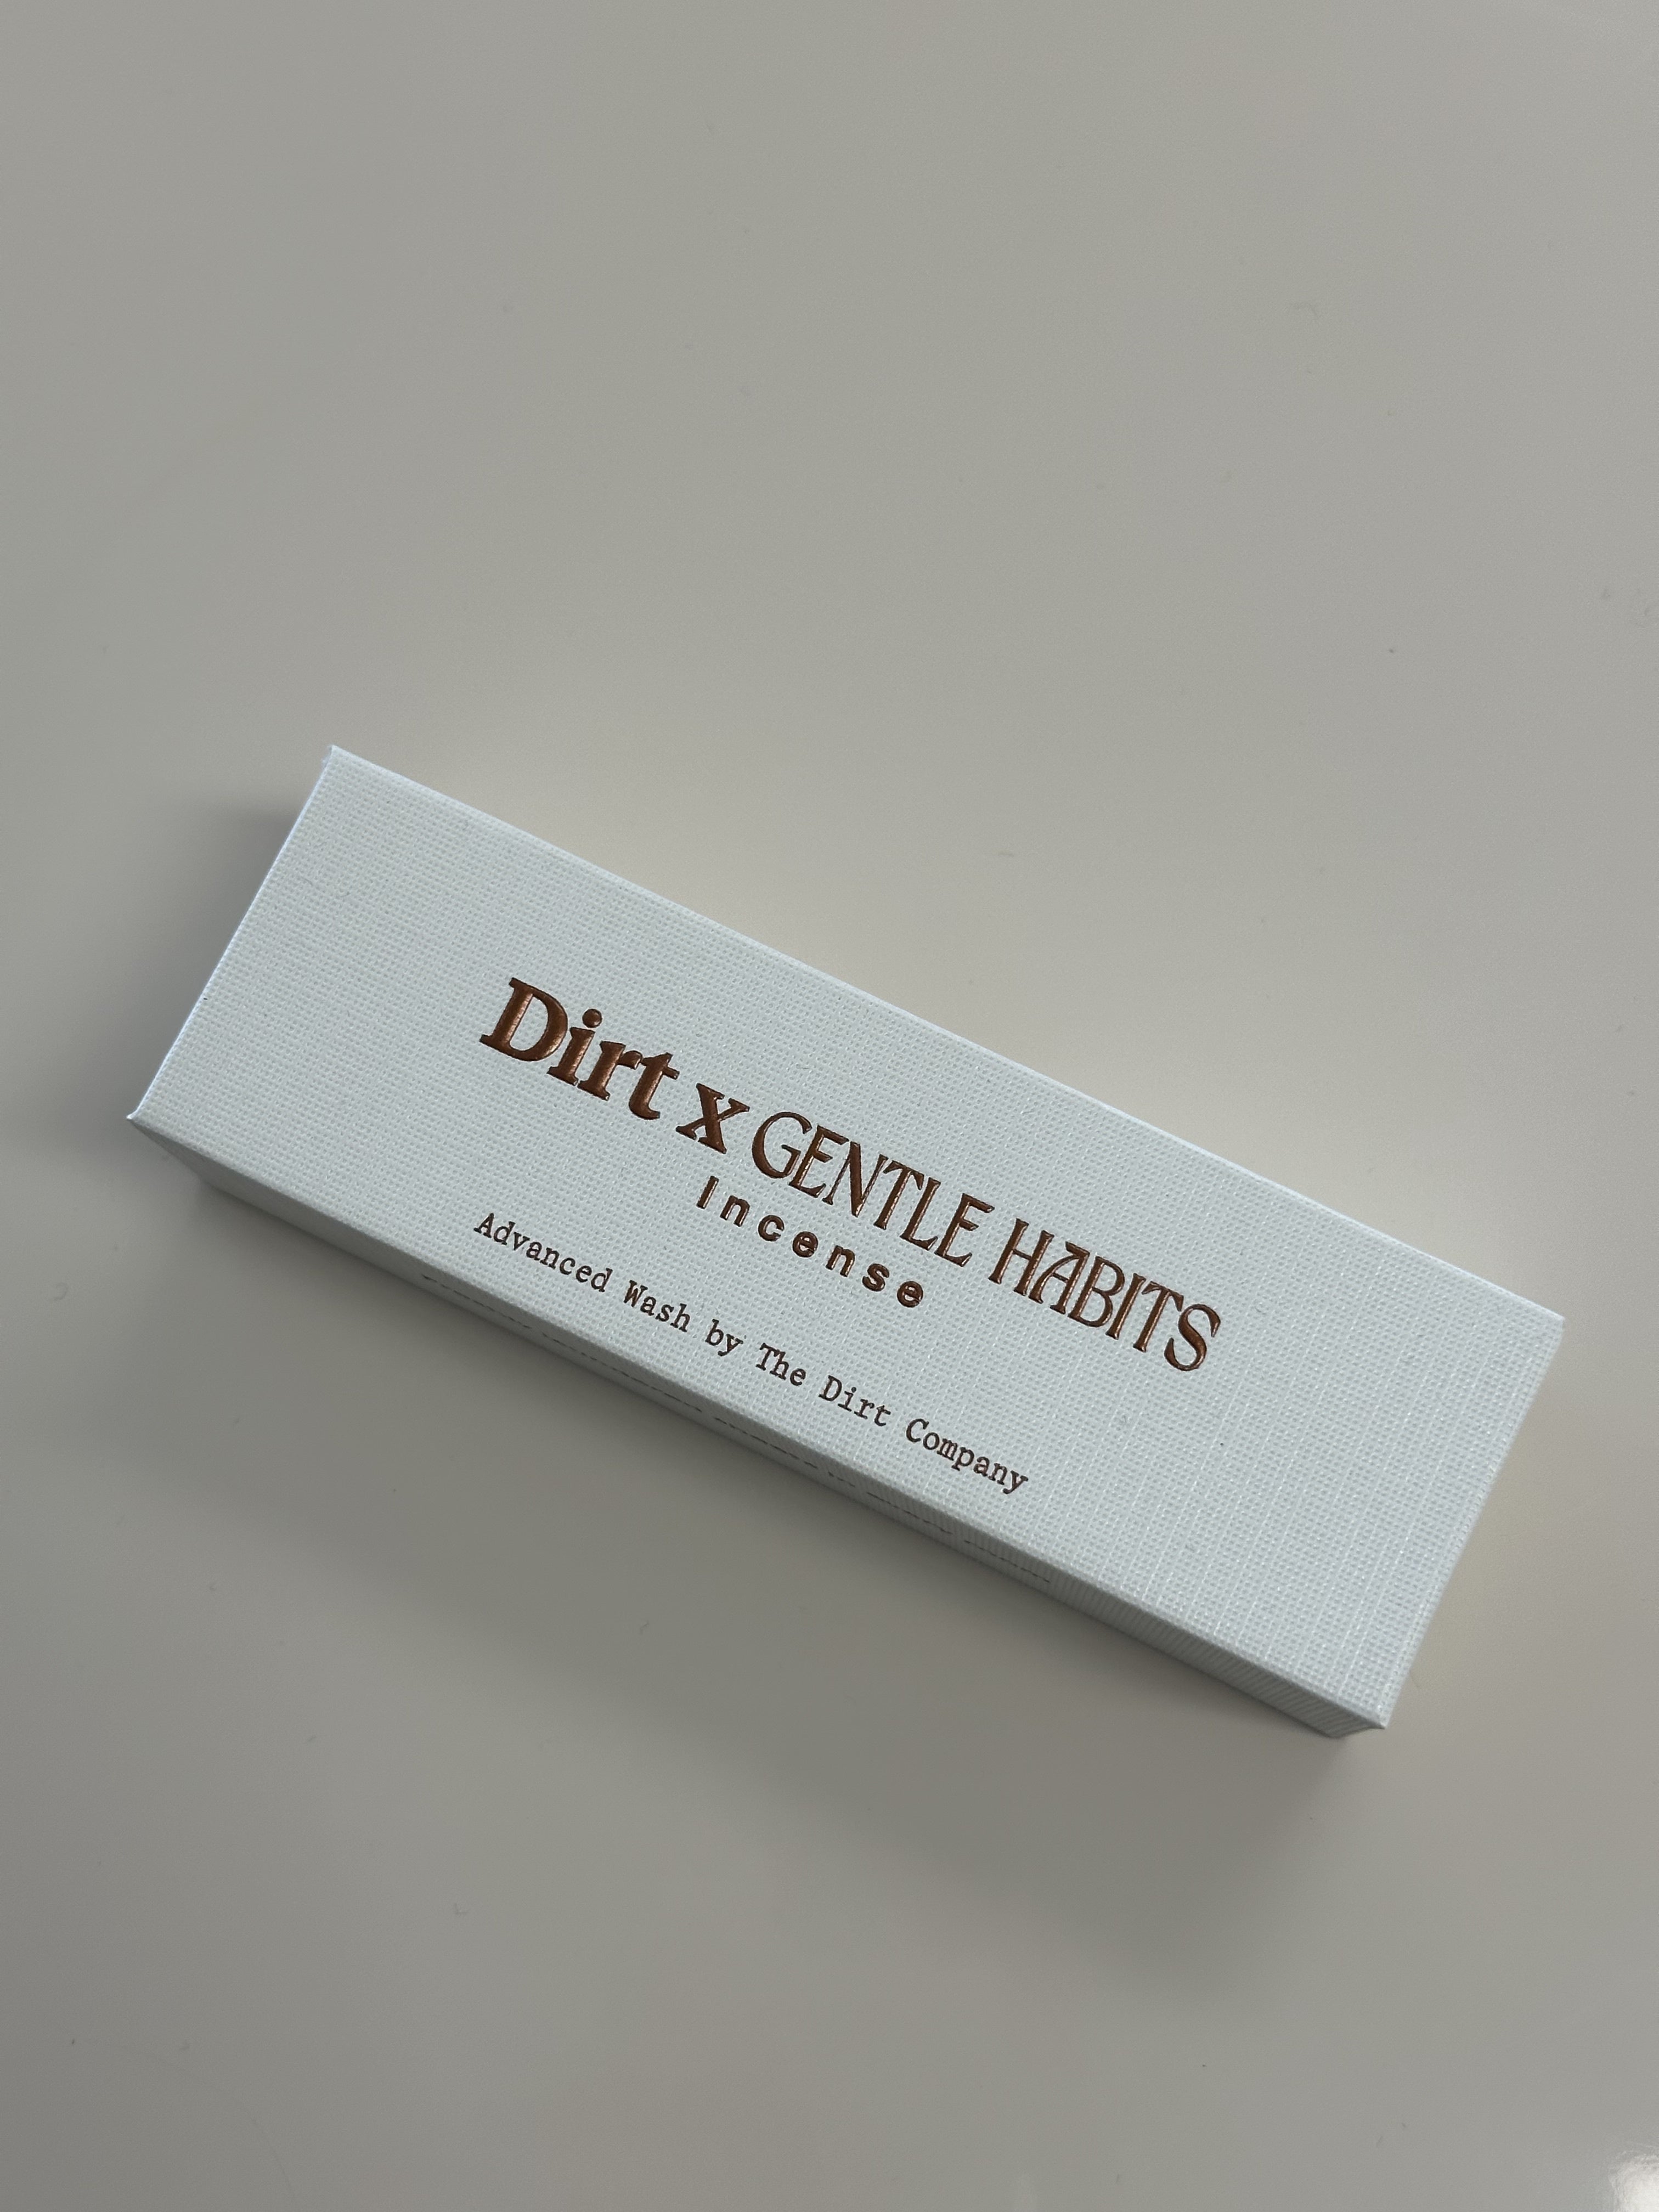 Dirt x GENTLE HABITS
Incense
Advanced Wash by The Dirt Company